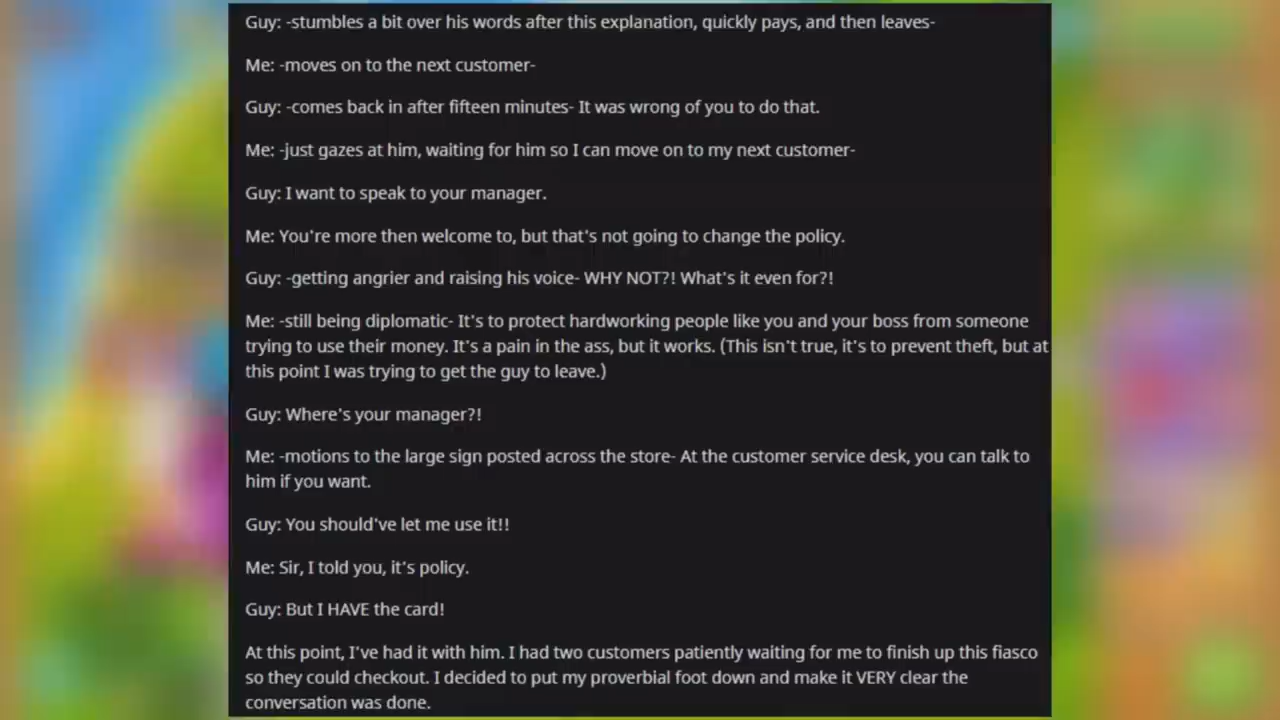 Guy: -stumbles a bit over his words after this explanation, quickly pays, and then leaves-
Me: -moves on to the next customer-
Guy: -comes back in after fifteen minutes- It was wrong of you to do that.
Me: -just gazes at him, waiting for him so I can move on to my next customer-
Guy: I want to speak to your manager.
Me: You're more then welcome to, but that's not going to change the policy.
Guy: -getting angrier and raising his voice- WHY NOT?! What's it even for?!
Me: -still being diplomatic- It's to protect hardworking people like you and your boss from someone
trying to use their money. It's a pain in the ass, but it works. (This isn't true, it's to prevent theft, but at
this point I was trying to get the guy to leave.)
Guy: Where's your manager?!
Me: -motions to the large sign posted across the store- At the customer service desk, you can talk to
him if you want.
Guy: You should've let me use it!!
Me: Sir, I told you, it's policy.
Guy: But I HAVE the card!
At this point, I've had it with him. I had two customers patiently waiting for me to finish up this fiasco
so they could checkout. I decided to put my proverbial foot down and make it VERY clear the
conversation was done.